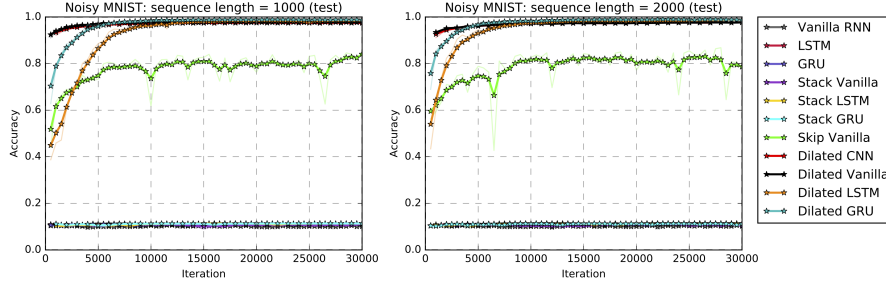 Noisy MNIST: sequence length = 1000 (test)
1.0
0.8
0.6
0.4
0.2
0.0
Accuracy
0
5000
10000
15000
20000
25000
30000
Iteration
Noisy MNIST: sequence length = 2000 (test)
1.0
0.8
0.6
0.4
0.2
0.0
Accuracy
0
5000
10000
15000
20000
25000
30000
Iteration
Vanilla RNN
LSTM
GRU
Stack Vanilla
Stack LSTM
Stack GRU
Skip Vanilla
Dilated CNN
Dilated Vanilla
Dilated LSTM
Dilated GRU